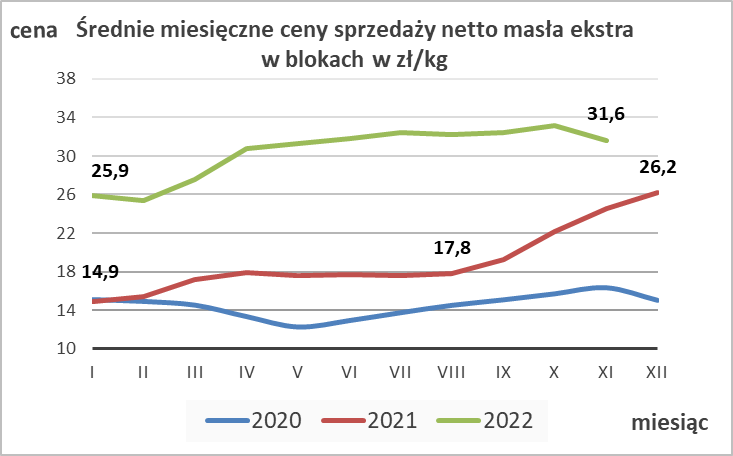 cena Średnie miesięczne ceny sprzedaży netto masła ekstra
w blokach w zł/kg
38
34
30
26
22
18
14
10
31,6
25,9
26,2
17,8
14,9
I II III IV V VI VII VIII IX X XI XII
2020 2021 2022
miesiąc